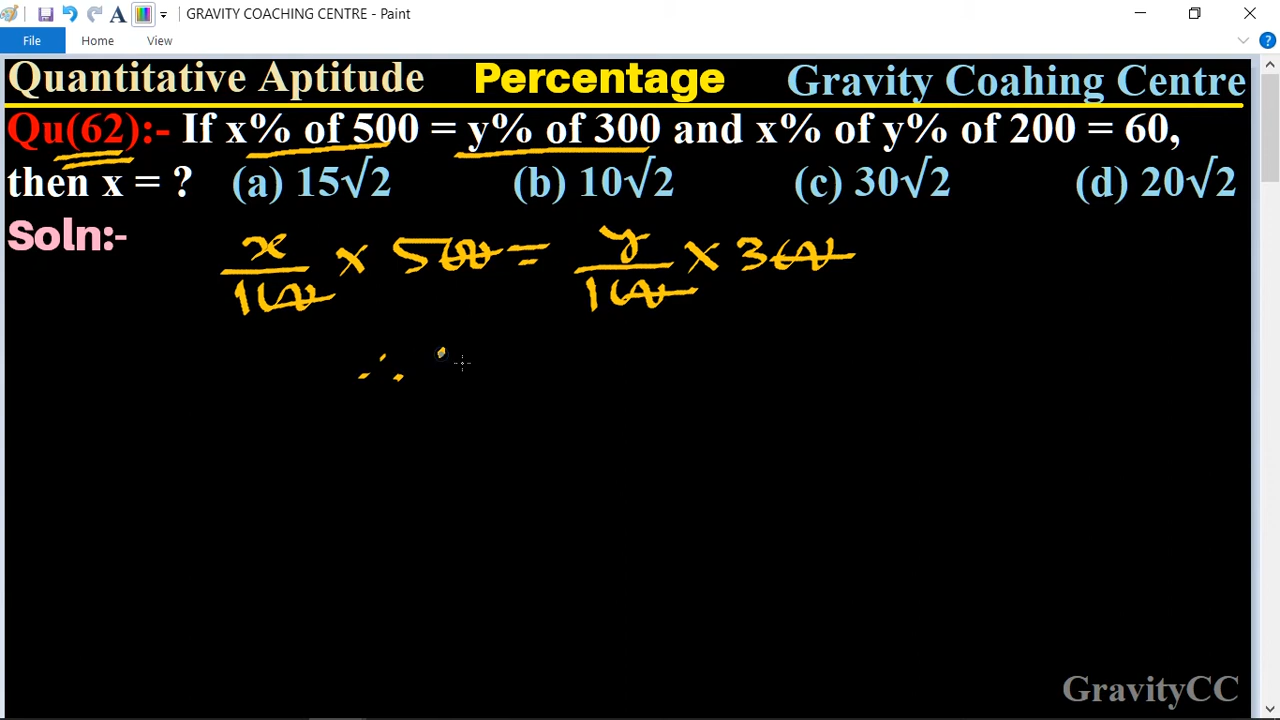 GRAVITY COACHING CENTRE - Paint
File Home View
Quantitative Aptitude Percentage Gravity Coahing Centre
Qu(62):- If x% of 500 = y% of 300 and x% of y% of 200 = 60,
then x = ? (a) 15√2 (b) 10√2 (c) 30√2 (d) 20√2
Soln:-
x/100 × 500 = y/100 × 300
∴
GravityCC